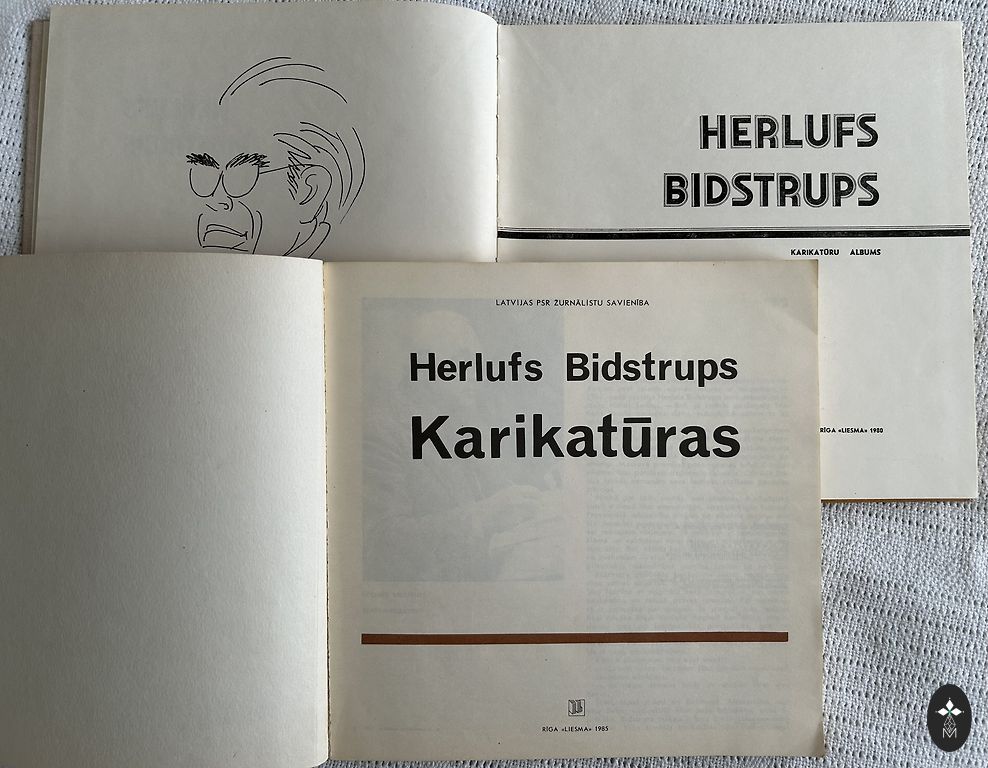 HERLUFS
BIDSTRUPS
KARIKATŪRU ALBUMS
RĪGA «LIESMA» 1980
LATVIJAS PSR ŽURNĀLISTU SAVIENĪBA
Herlufs Bidstrups
Karikatūras
RĪGA «LIESMA» 1985
M